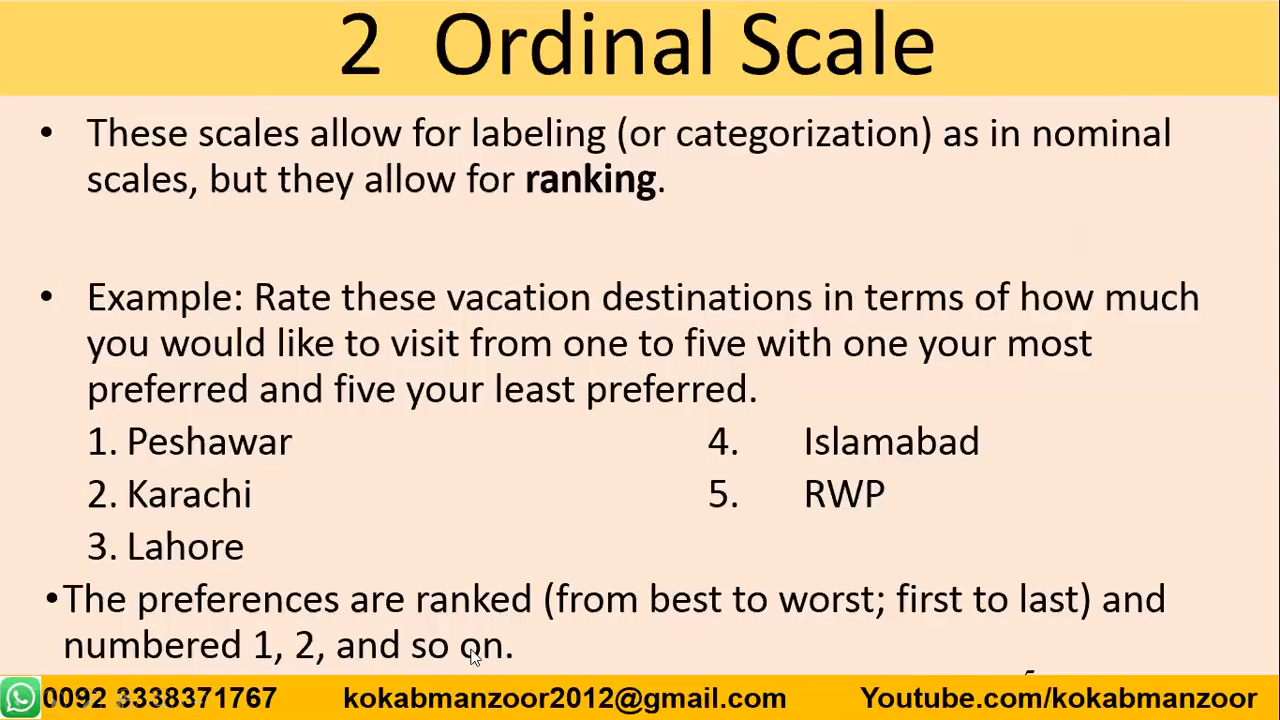 2 Ordinal Scale
• These scales allow for labeling (or categorization) as in nominal
scales, but they allow for ranking.
• Example: Rate these vacation destinations in terms of how much
you would like to visit from one to five with one your most
preferred and five your least preferred.
1. Peshawar 4. Islamabad
2. Karachi 5. RWP
3. Lahore
•The preferences are ranked (from best to worst; first to last) and
numbered 1, 2, and so on.
0092 3338371767 kokabmanzoor2012@gmail.com Youtube.com/kokabmanzoor